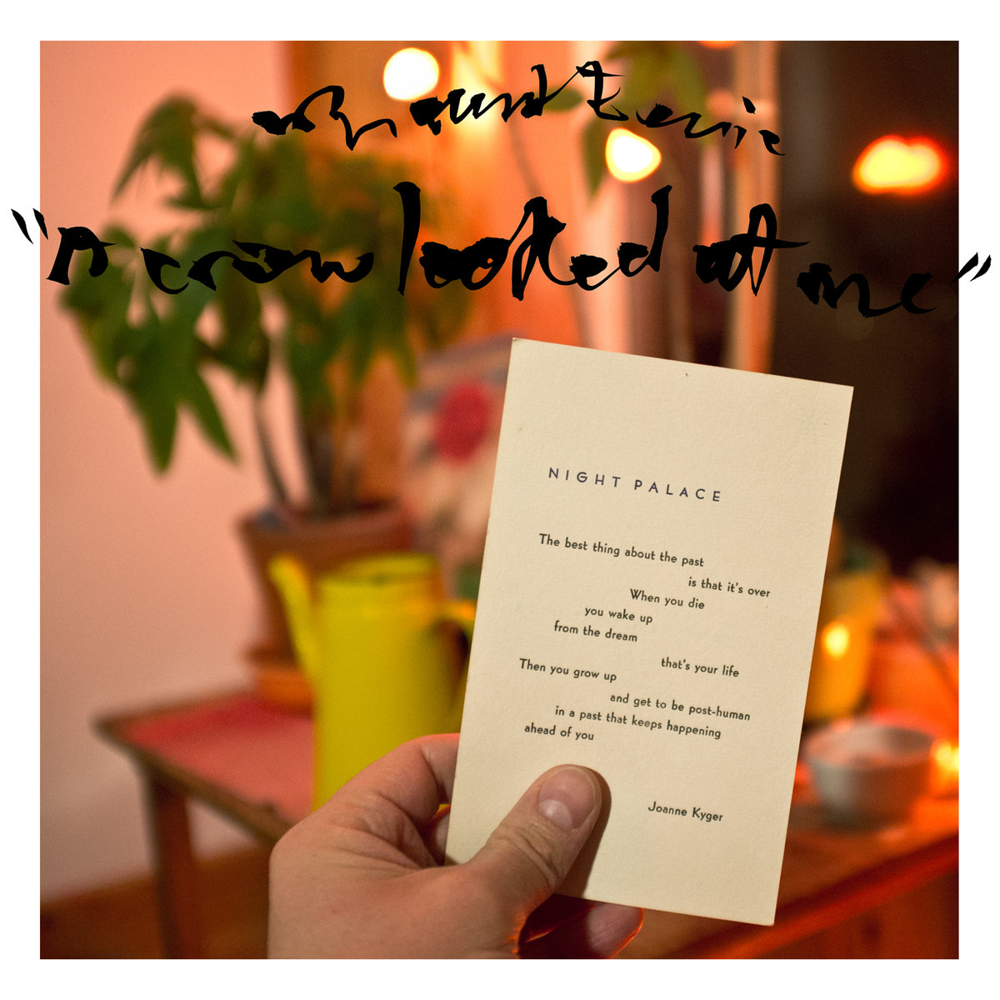 Mount Eerie
"A crow looked at me"
NIGHT PALACE
The best thing about the past
is that it's over
When you die
you wake up
from the dream
that's your life
Then you grow up
and get to be post-human
in a past that keeps happening
ahead of you
Joanne Kyger